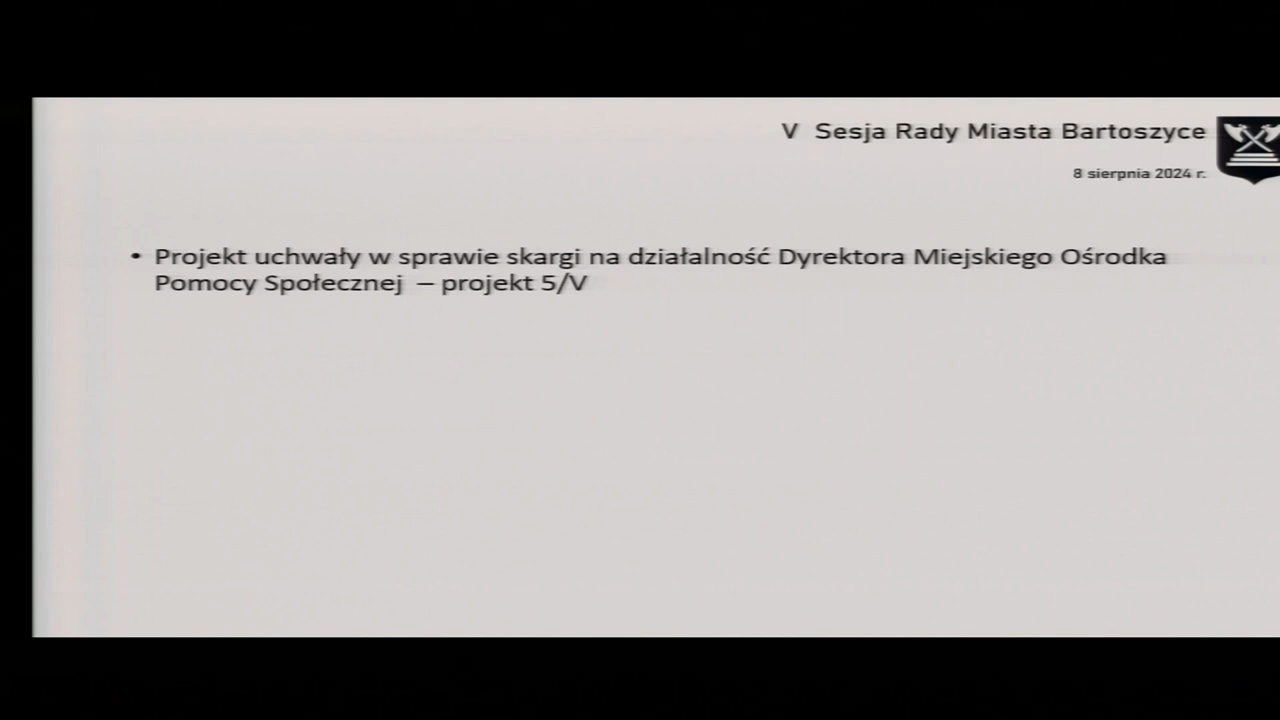 V Sesja Rady Miasta Bartoszyce
8 sierpnia 2024 r.
• Projekt uchwały w sprawie skargi na działalność Dyrektora Miejskiego Ośrodka
Pomocy Społecznej – projekt 5/V